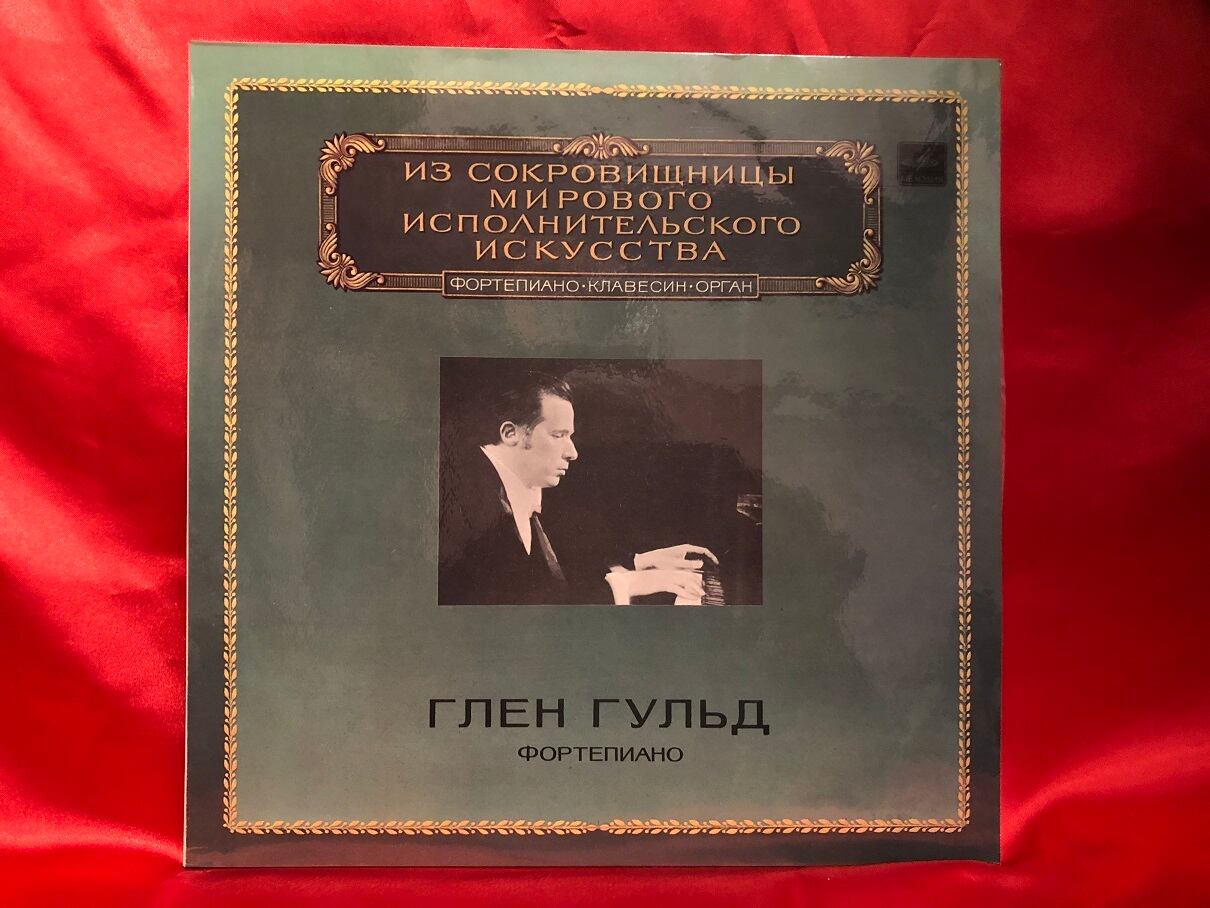 ИЗ СОКРОВИЩНИЦЫ
МИРОВОГО
ИСПОЛНИТЕЛЬСКОГО
ИСКУССТВА
ФОРТЕПИАНО·КЛАВЕСИН·ОРГАН
ГЛЕН ГУЛЬД
ФОРТЕПИАНО